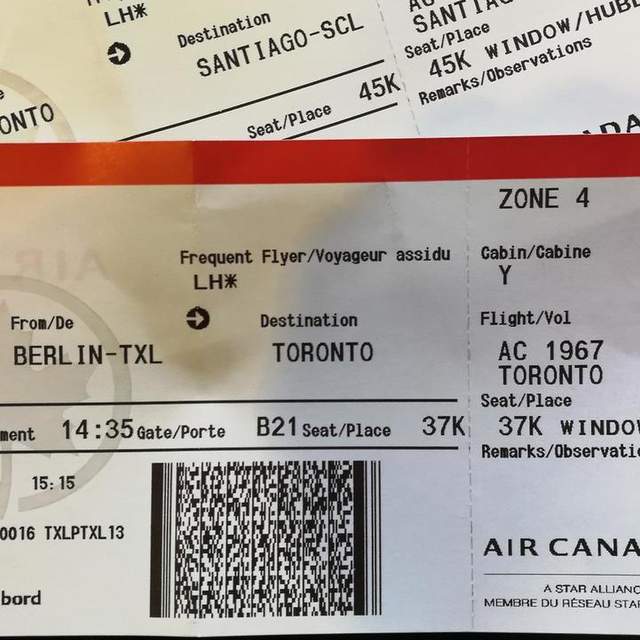 LH*
Destination
SANTIAGO-SCL
ONTO
Seat/Place 45K
SANTIAG
Seat/Place
45K WINDOW/HUBL
Remarks/Observations
ZONE 4
Frequent Flyer/Voyageur assidu
LH*
Cabin/Cabine
Y
From/De
Destination
Flight/Vol
BERLIN-TXL
TORONTO
AC 1967
TORONTO
Seat/Place
ment 14:35 Gate/Porte B21 Seat/Place 37K
37K WINDOW
Remarks/Observatio
15:15
0016 TXLPTXL13
bord
AIR CANA
A STAR ALLIANC
MEMBRE DU RÉSEAU STAR